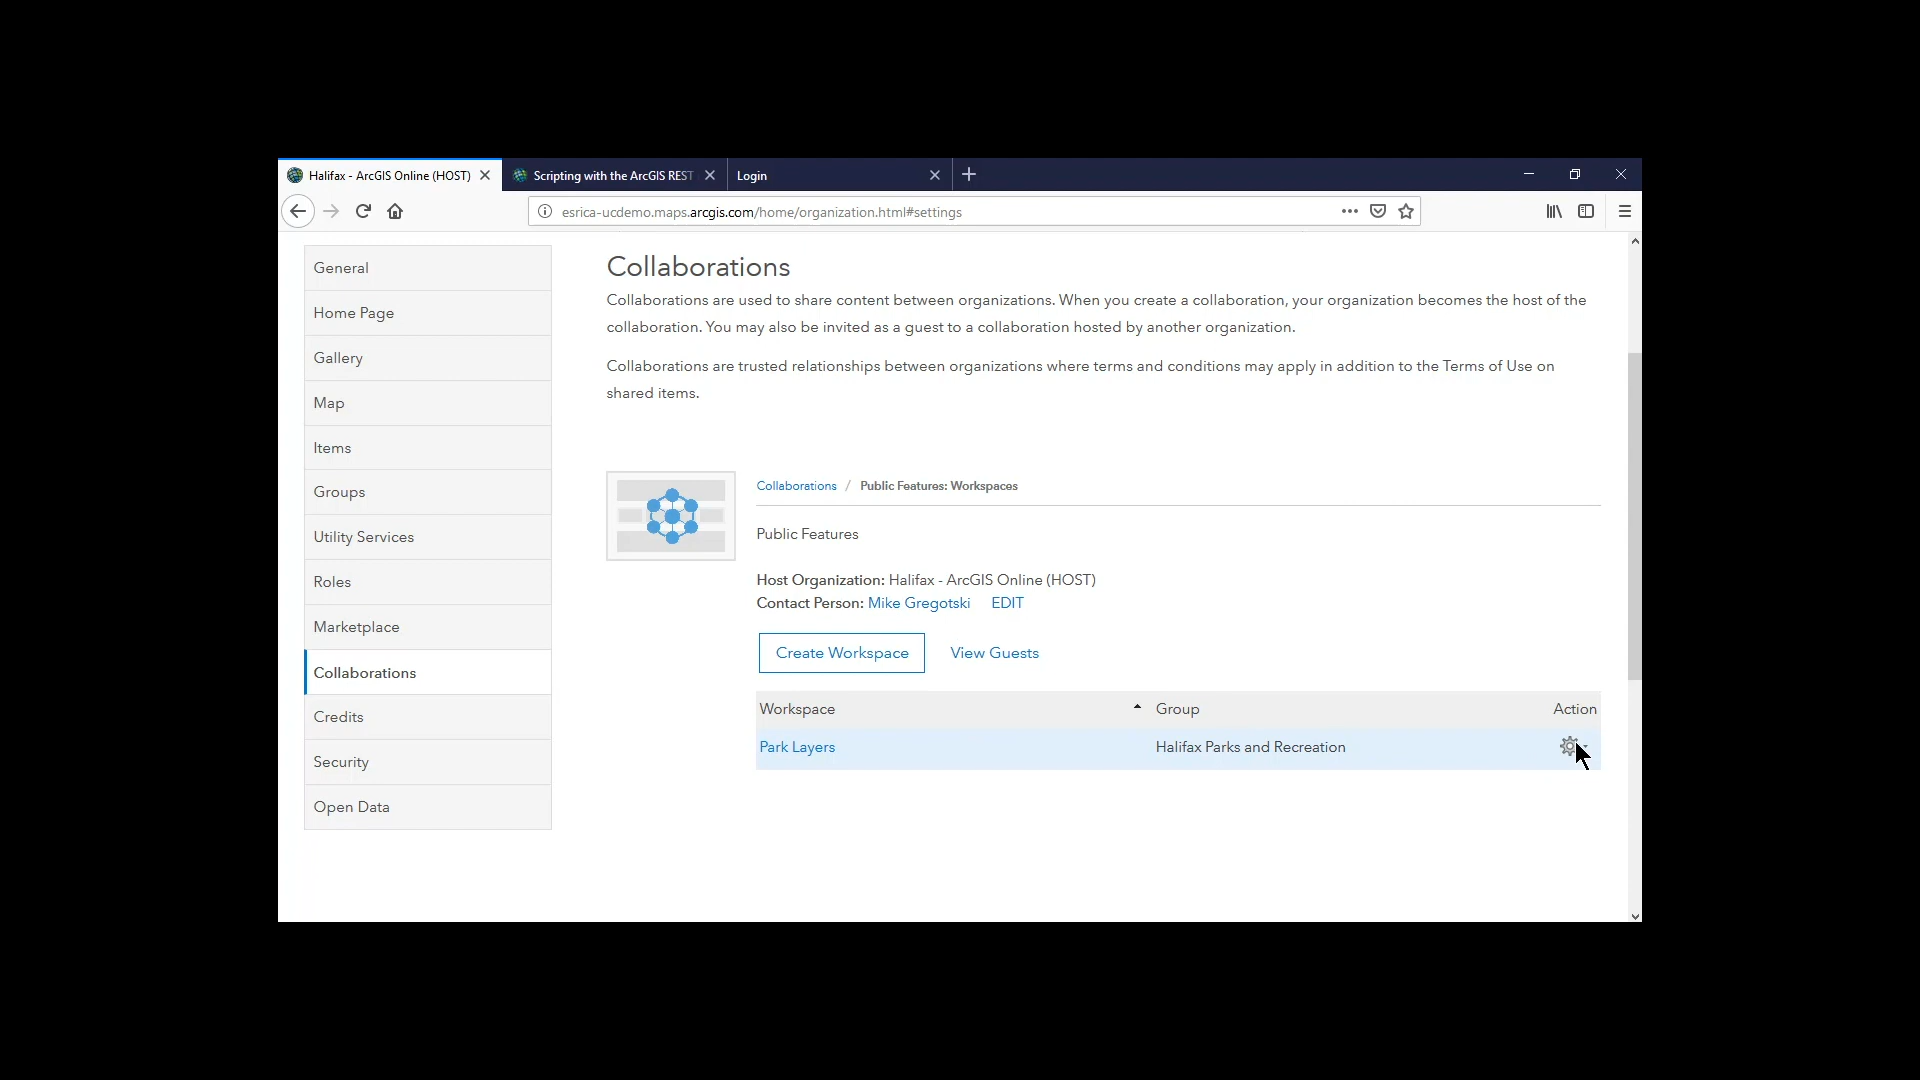 Halifax - ArcGIS Online (HOST)
Scripting with the ArcGIS REST
Login
esrica-ucdemo.maps.arcgis.com/home/organization.html#settings
General
Home Page
Gallery
Map
Items
Groups
Utility Services
Roles
Marketplace
Collaborations
Credits
Security
Open Data
Collaborations
Collaborations are used to share content between organizations. When you create a collaboration, your organization becomes the host of the
collaboration. You may also be invited as a guest to a collaboration hosted by another organization.
Collaborations are trusted relationships between organizations where terms and conditions may apply in addition to the Terms of Use on
shared items.
Collaborations / Public Features: Workspaces
Public Features
Host Organization: Halifax - ArcGIS Online (HOST)
Contact Person: Mike Gregotski EDIT
Create Workspace View Guests
Workspace Group Action
Park Layers Halifax Parks and Recreation